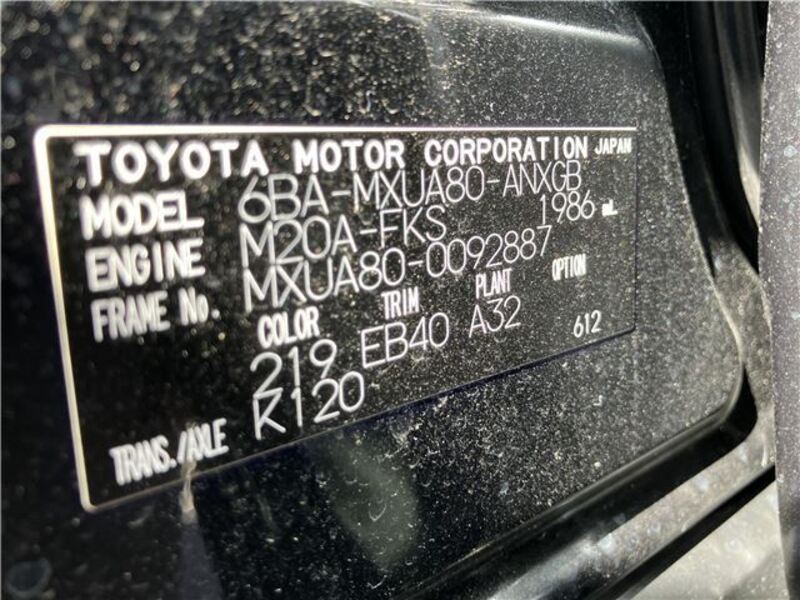 TOYOTA MOTOR CORPORATION JAPAN
MODEL 6BA-MXUA80-ANXGB
ENGINE M20A-FKS 1986 mL
FRAME No. MXUA80-0092887
COLOR TRIM PLANT OPTION
219 EB40 A32
TRANS./AXLE K120 612